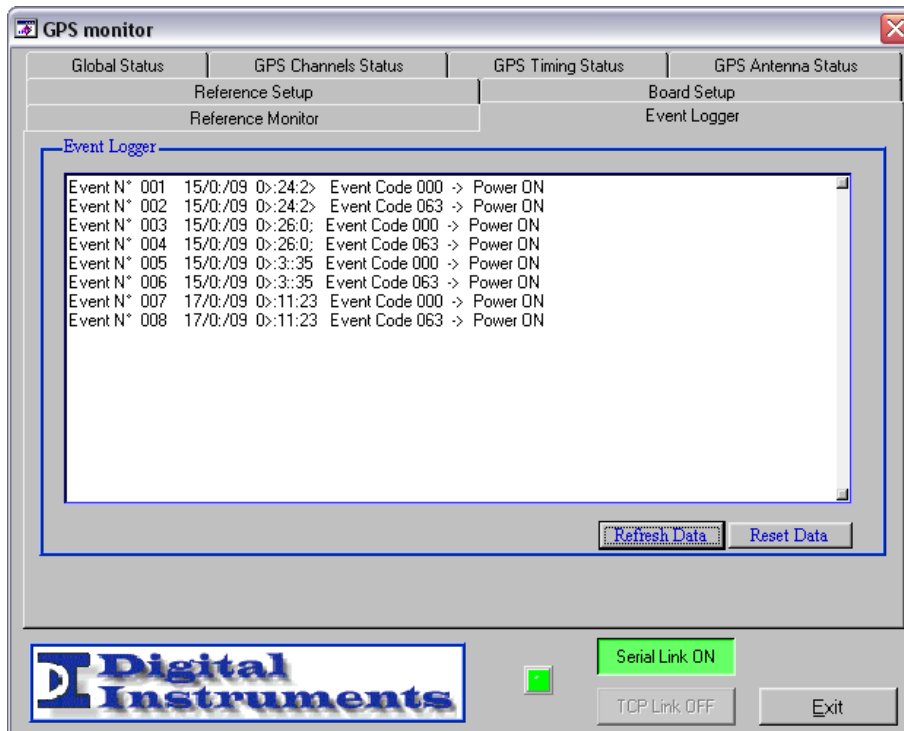 GPS monitor
Global Status GPS Channels Status GPS Timing Status GPS Antenna Status
Reference Setup Board Setup
Reference Monitor Event Logger
Event Logger
Event N° 001 15/0:/09 0>:24:2> Event Code 000 -> Power ON
Event N° 002 15/0:/09 0>:24:2> Event Code 063 -> Power ON
Event N° 003 15/0:/09 0>:26:0; Event Code 000 -> Power ON
Event N° 004 15/0:/09 0>:26:0; Event Code 063 -> Power ON
Event N° 005 15/0:/09 0>:3::35 Event Code 000 -> Power ON
Event N° 006 15/0:/09 0>:3::35 Event Code 063 -> Power ON
Event N° 007 17/0:/09 0>:11:23 Event Code 000 -> Power ON
Event N° 008 17/0:/09 0>:11:23 Event Code 063 -> Power ON
Refresh Data Reset Data
DI Digital
Instruments
Serial Link ON
TCP Link OFF
Exit